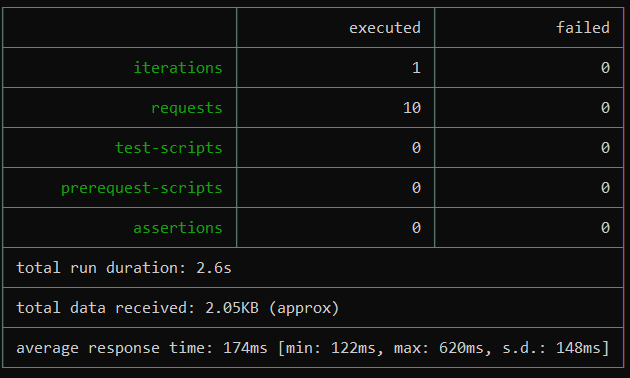 executed failed
iterations 1 0
requests 10 0
test-scripts 0 0
prerequest-scripts 0 0
assertions 0 0
total run duration: 2.6s
total data received: 2.05KB (approx)
average response time: 174ms [min: 122ms, max: 620ms, s.d.: 148ms]